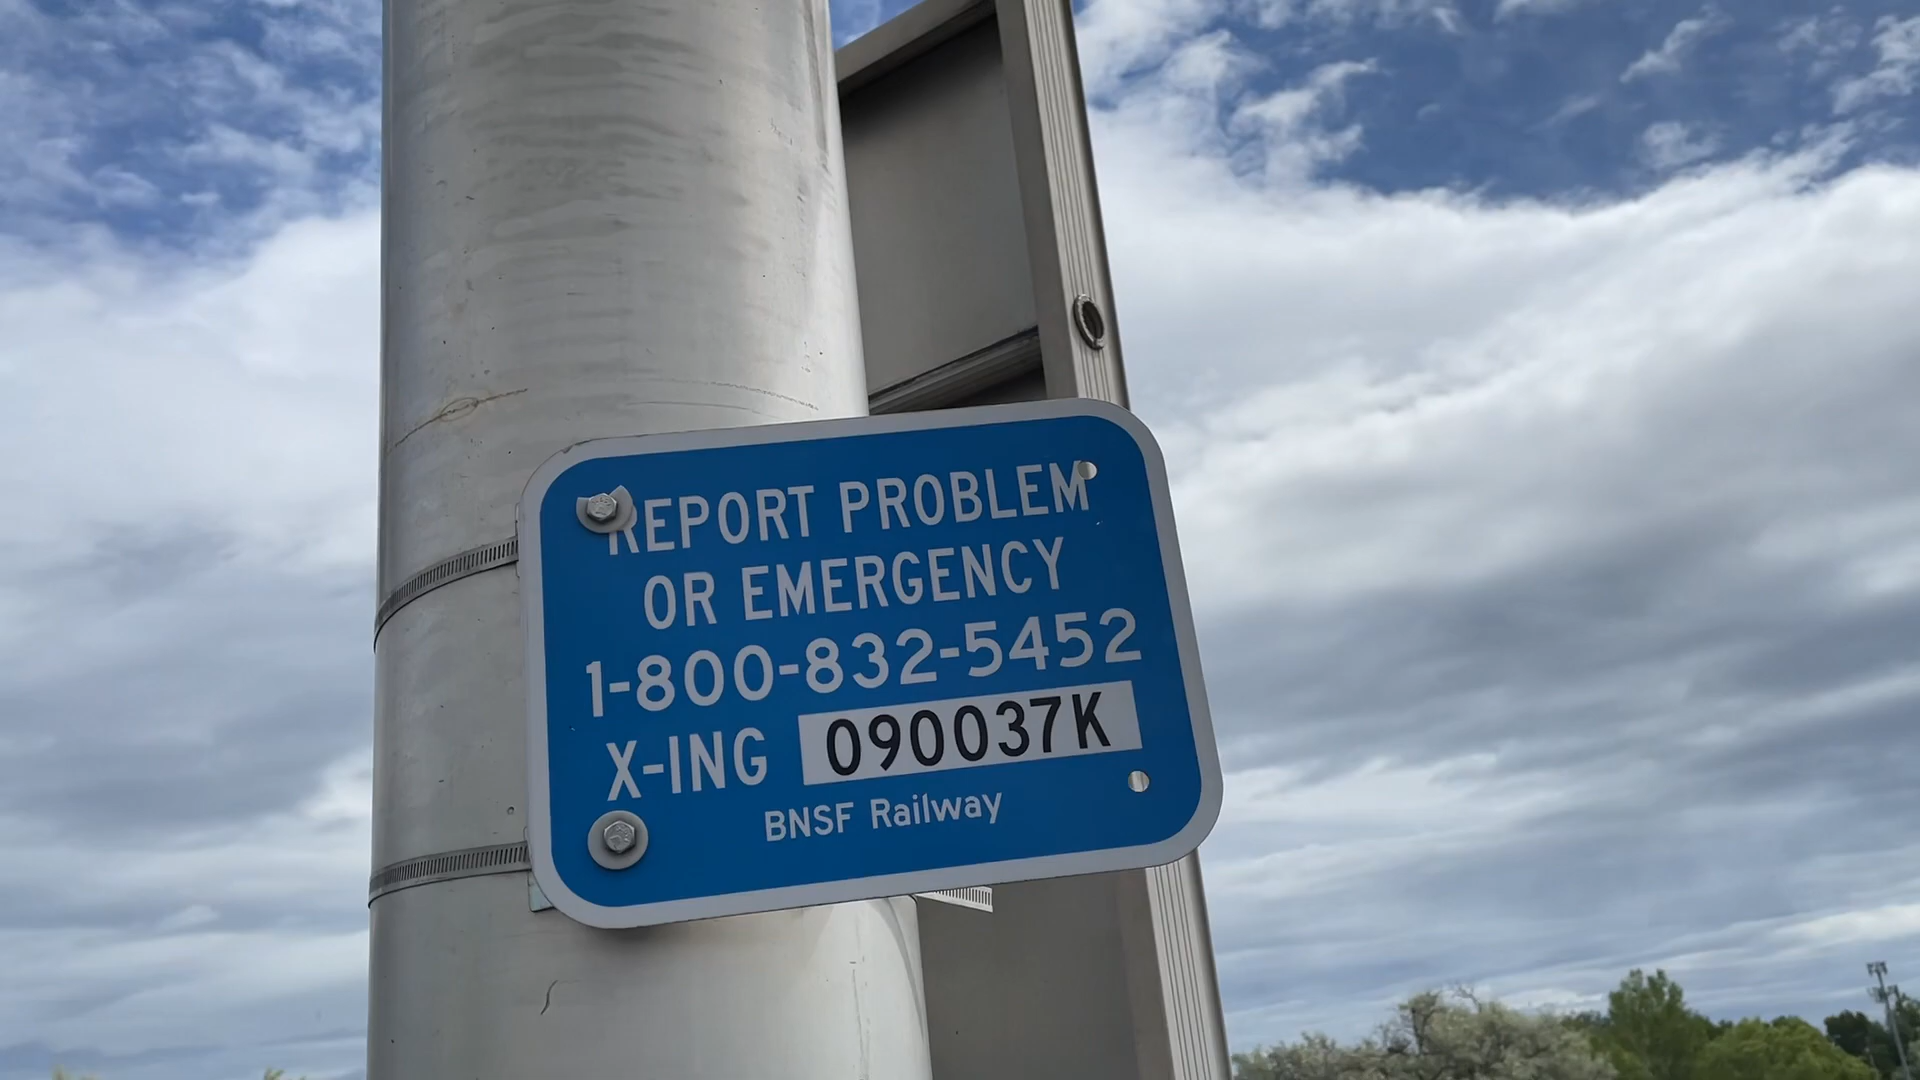 REPORT PROBLEM
OR EMERGENCY
1-800-832-5452
X-ING 090037K
BNSF Railway